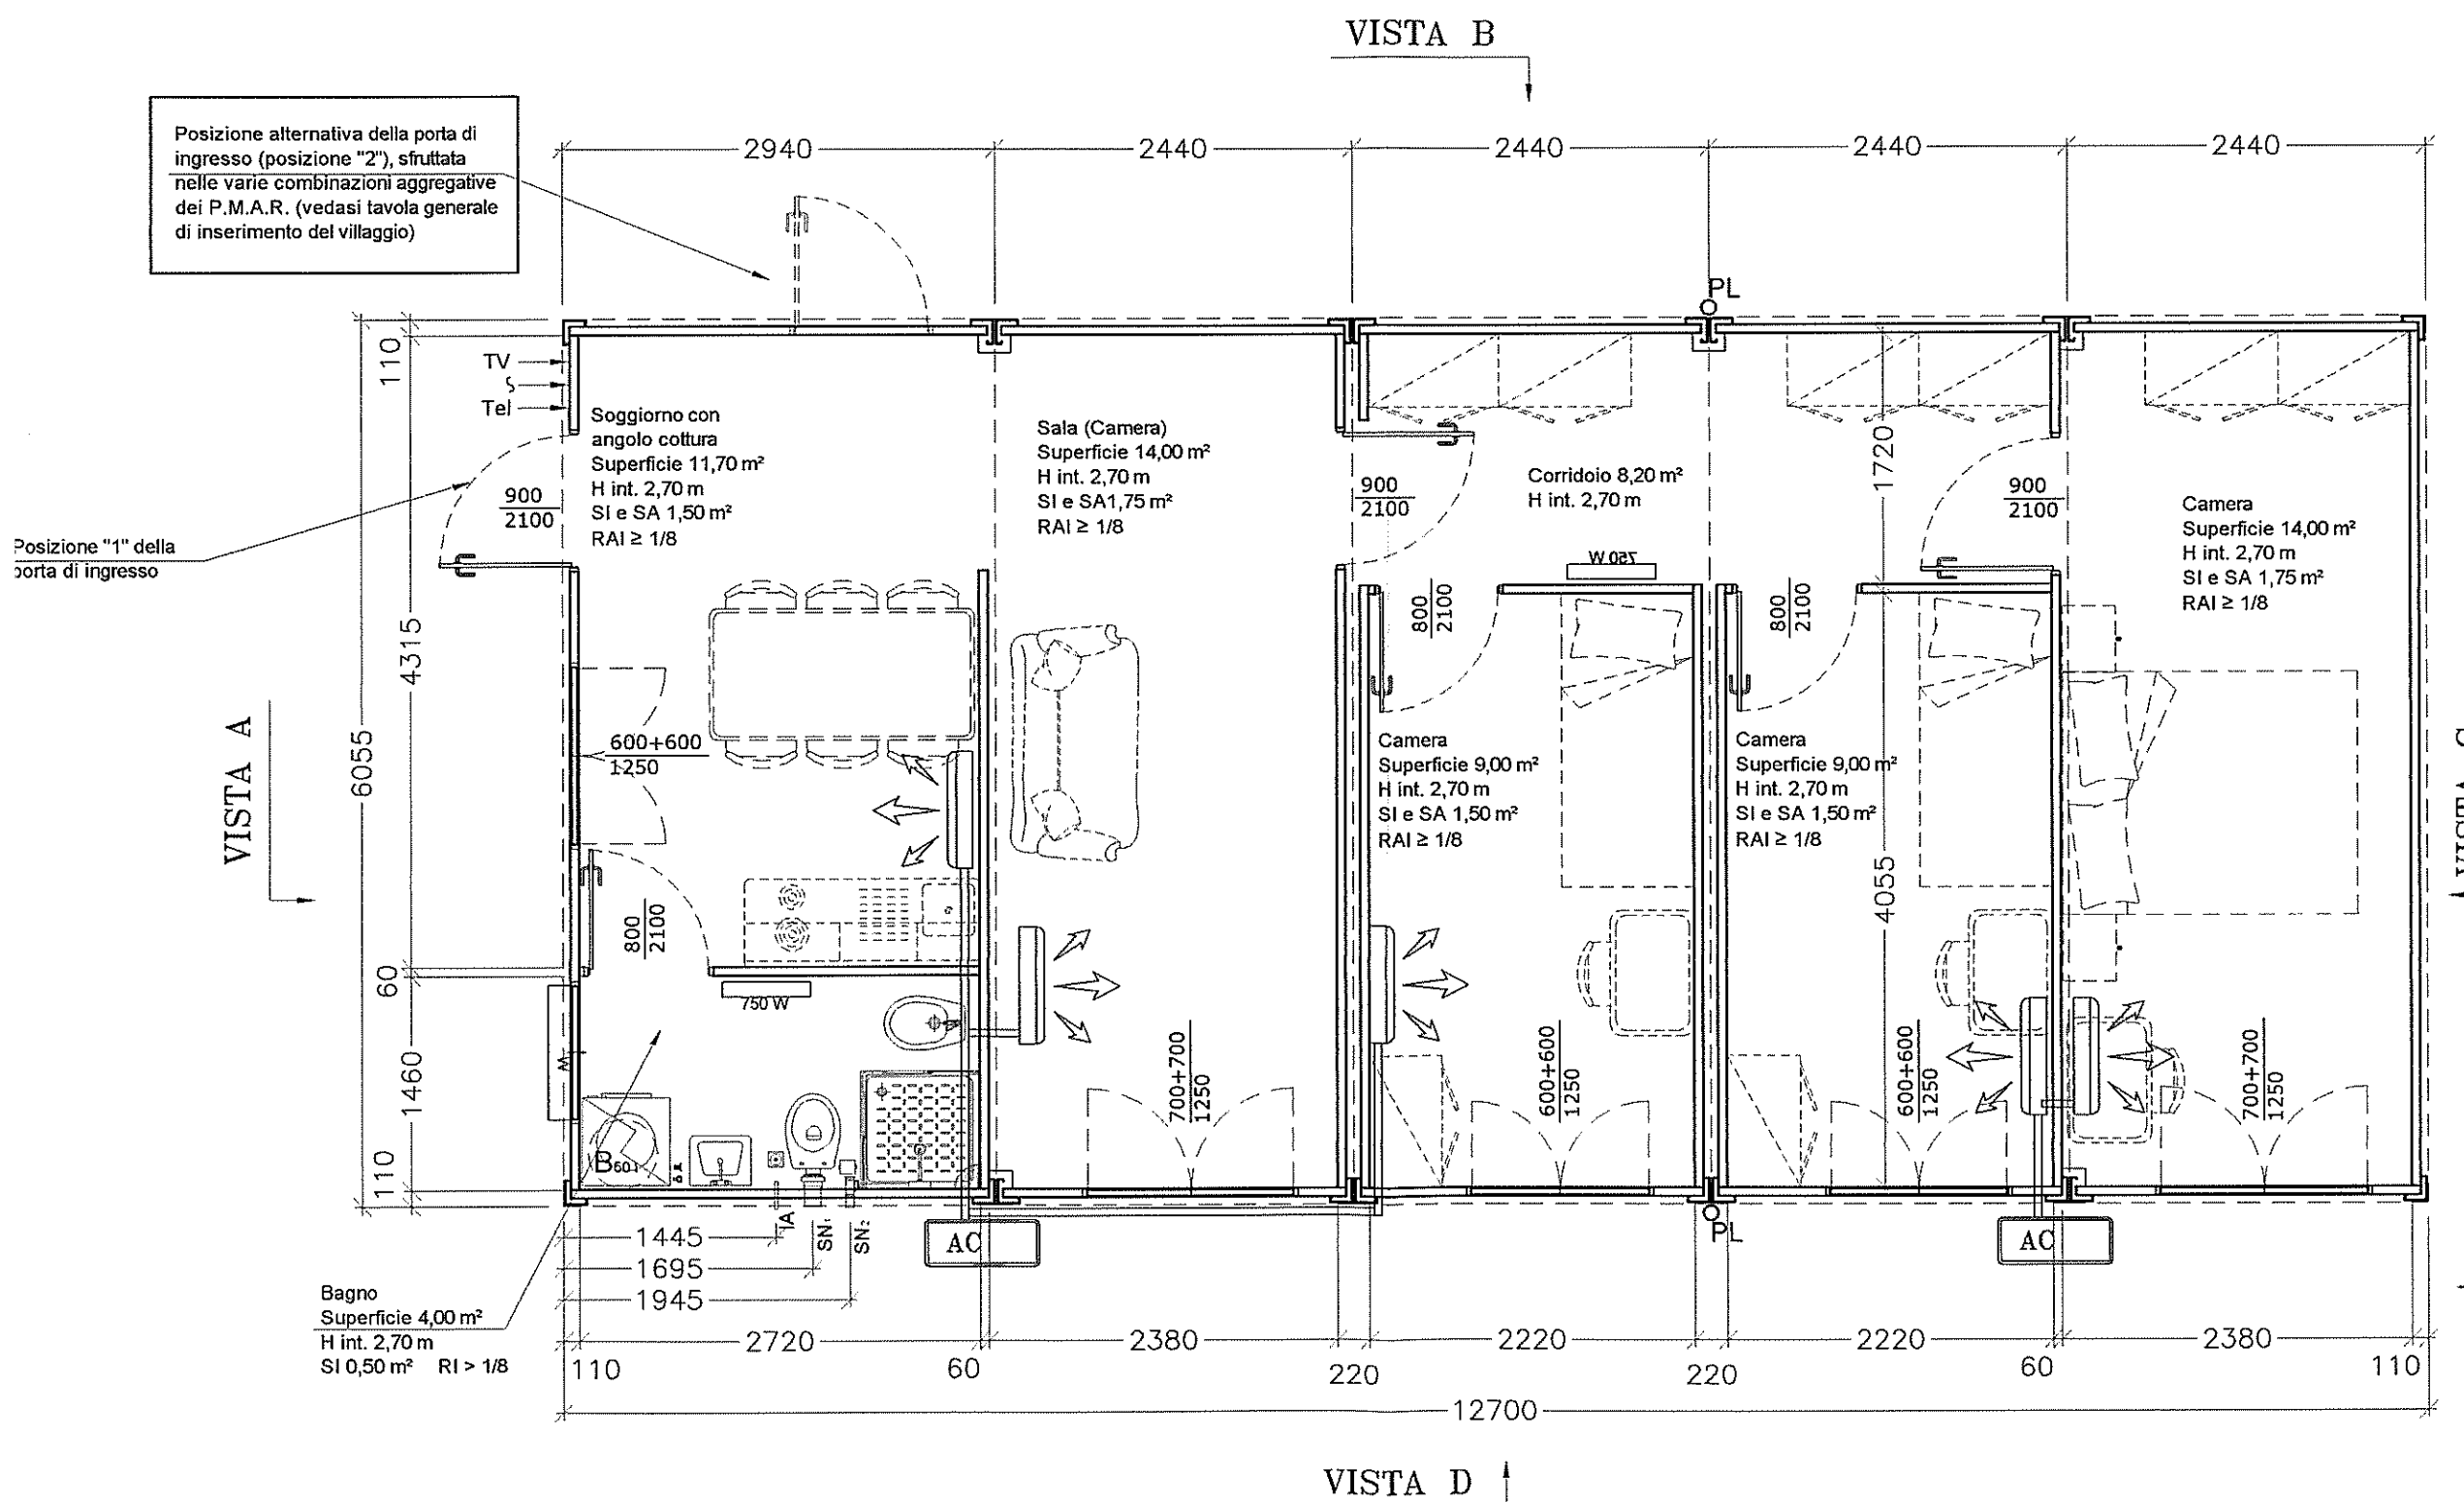 VISTA B
Posizione alternativa della porta di
ingresso (posizione "2"), sfruttata
nelle varie combinazioni aggregative
dei P.M.A.R. (vedasi tavola generale
di inserimento del villaggio)
2940
2440
2440
2440
2440
PL
110
TV
Tel
Soggiorno con
angolo cottura
Superficie 11,70 m²
H int. 2,70 m
SI e SA 1,50 m²
RAI ≥ 1/8
Sala (Camera)
Superficie 14,00 m²
H int. 2,70 m
SI e SA1,75 m²
RAI ≥ 1/8
Corridoio 8,20 m²
H int. 2,70 m
1720
Camera
Superficie 14,00 m²
H int. 2,70 m
SI e SA 1,75 m²
RAI ≥ 1/8
900
2100
900
2100
900
2100
Posizione "1" della
porta di ingresso
750 W
800
2100
800
2100
4315
6055
VISTA A
600+600
1250
Camera
Superficie 9,00 m²
H int. 2,70 m
SI e SA 1,50 m²
RAI ≥ 1/8
Camera
Superficie 9,00 m²
H int. 2,70 m
SI e SA 1,50 m²
RAI ≥ 1/8
4055
800
2100
60
750 W
1460
700+700
1250
600+600
1250
600+600
1250
700+700
1250
110
B50 l
1445
IA
SN1
SN2
1695
1945
AC
PL
AC
Bagno
Superficie 4,00 m²
H int. 2,70 m
SI 0,50 m² RI > 1/8
110
2720
60
2380
220
2220
220
2220
60
2380
110
12700
VISTA D